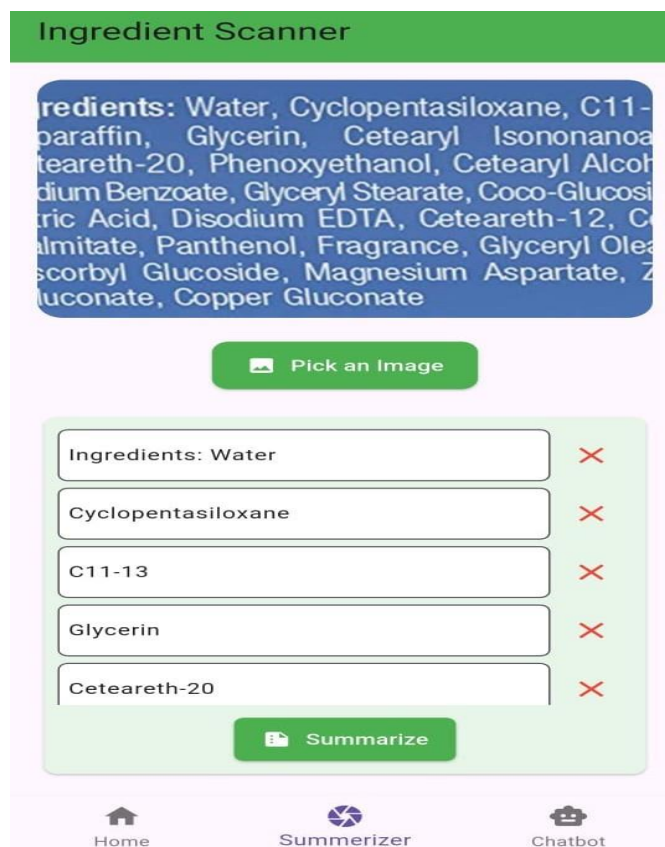 Ingredient Scanner
redients: Water, Cyclopentasiloxane, C11-
paraffin, Glycerin, Cetearyl Isononanoa
teareth-20, Phenoxyethanol, Cetearyl Alcoh
dium Benzoate, Glyceryl Stearate, Coco-Glucosi
tric Acid, Disodium EDTA, Ceteareth-12, Ce
almitate, Panthenol, Fragrance, Glyceryl Olea
scorbyl Glucoside, Magnesium Aspartate, Z
luconate, Copper Gluconate
Pick an Image
Ingredients: Water
Cyclopentasiloxane
C11-13
Glycerin
Ceteareth-20
Summarize
Home Summerizer Chatbot